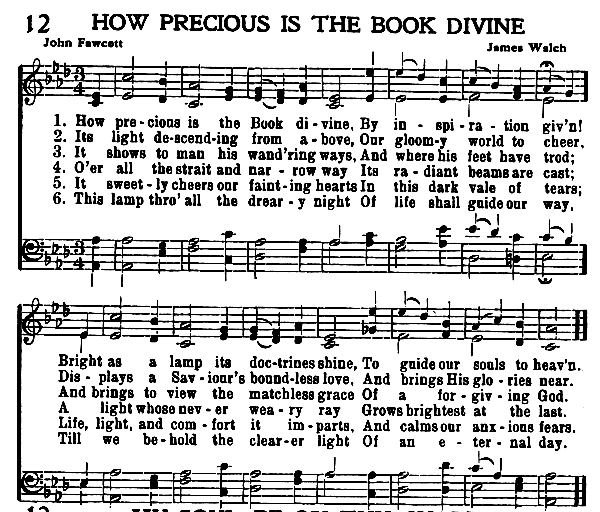 12 HOW PRECIOUS IS THE BOOK DIVINE
John Fawcett James Walch
3
4
1. How pre-cious is the Book di-vine, By in-spi-ra-tion giv'n!
2. Its light de-scend-ing from a-bove, Our gloom-y world to cheer,
3. It shows to man his wand'ring ways, And where his feet have trod;
4. O'er all the strait and nar-row way Its ra-diant beams are cast;
5. It sweet-ly cheers our faint-ing hearts In this dark vale of tears;
6. This lamp thro' all the drear-y night Of life shall guide our way,
3
4
Bright as a lamp its doc-trines shine, To guide our souls to heav'n.
Dis-plays a Sav-iour's bound-less love, And brings His glo-ries near.
And brings to view the matchless grace Of a for-giv-ing God.
A light whose nev-er wea-ry ray Grows brightest at the last.
Life, light, and com-fort it im-parts, And calms our anx-ious fears.
Till we be-hold the clear-er light Of an e-ter-nal day.